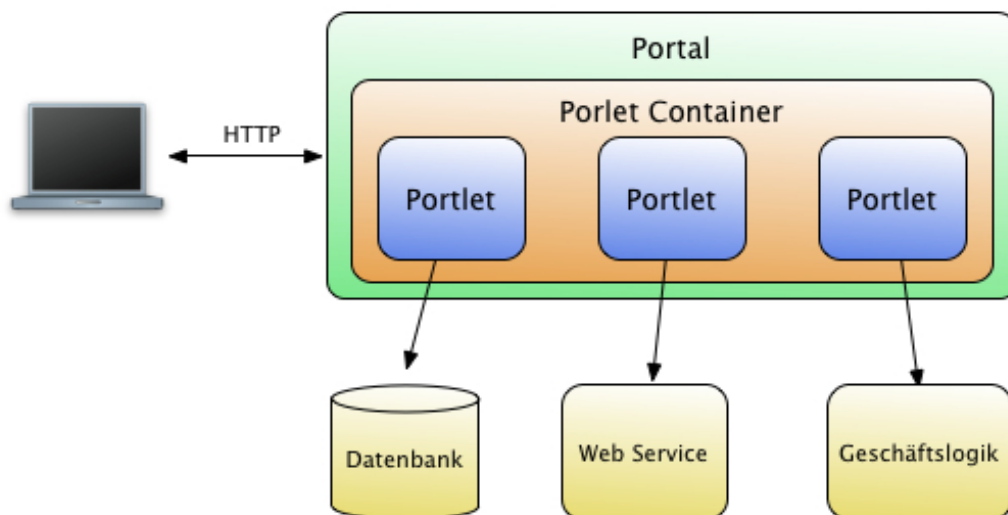 Portal
Porlet Container
HTTP
Portlet
Portlet
Portlet
Datenbank
Web Service
Geschäftslogik